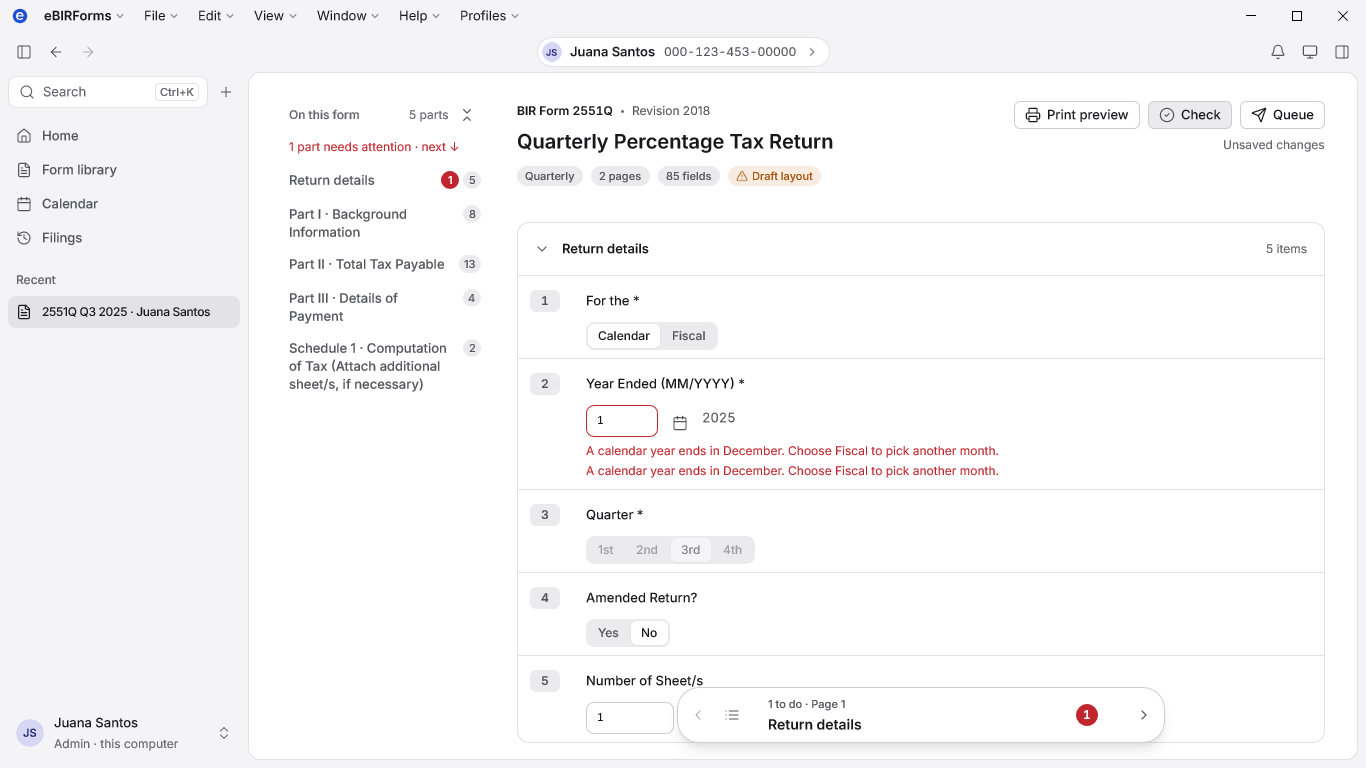 eBIRForms File Edit View Window Help Profiles
JS Juana Santos 000-123-453-00000
Search Ctrl+K
Home
Form library
Calendar
Filings
Recent
2551Q Q3 2025 · Juana Santos
JS Juana Santos
Admin · this computer
On this form 5 parts
1 part needs attention · next ↓
Return details 1 5
Part I · Background 8
Information
Part II · Total Tax Payable 13
Part III · Details of 4
Payment
Schedule 1 · Computation 2
of Tax (Attach additional
sheet/s, if necessary)
BIR Form 2551Q • Revision 2018
Quarterly Percentage Tax Return
Quarterly 2 pages 85 fields Draft layout
Print preview Check Queue
Unsaved changes
Return details 5 items
1 For the *
Calendar Fiscal
2 Year Ended (MM/YYYY) *
1 2025
A calendar year ends in December. Choose Fiscal to pick another month.
A calendar year ends in December. Choose Fiscal to pick another month.
3 Quarter *
1st 2nd 3rd 4th
4 Amended Return?
Yes No
5 Number of Sheet/s
1
1 to do · Page 1
Return details 1